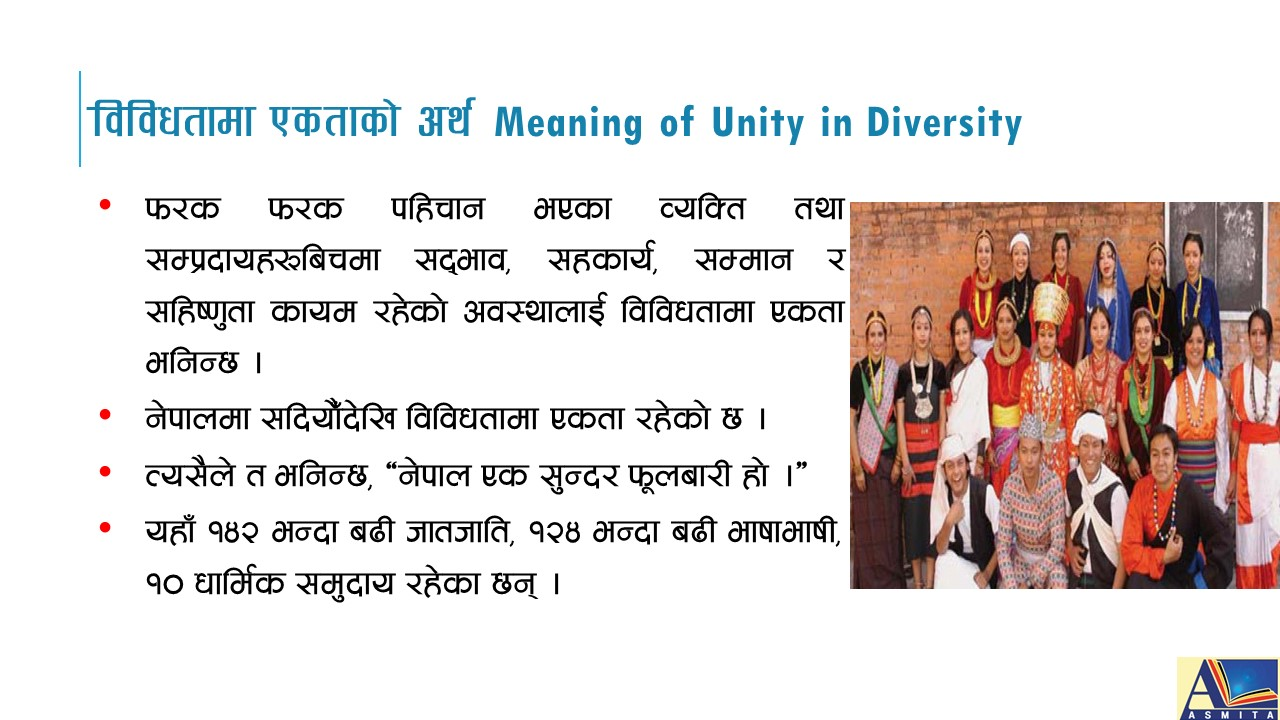 विविधतामा एकताको अर्थ Meaning of Unity in Diversity
• फरक फरक पहिचान भएका व्यक्ति तथा
सम्प्रदायहरुबिचमा सद्भाव, सहकार्य, सम्मान र
सहिष्णुता कायम रहेको अवस्थालाई विविधतामा एकता
भनिन्छ ।
• नेपालमा सदियौँदेखि विविधतामा एकता रहेको छ ।
• त्यसैले त भनिन्छ, “नेपाल एक सुन्दर फूलबारी हो ।”
• यहाँ १४२ भन्दा बढी जातजाति, १२४ भन्दा बढी भाषाभाषी,
१० धार्मिक समुदाय रहेका छन् ।
ASMITA